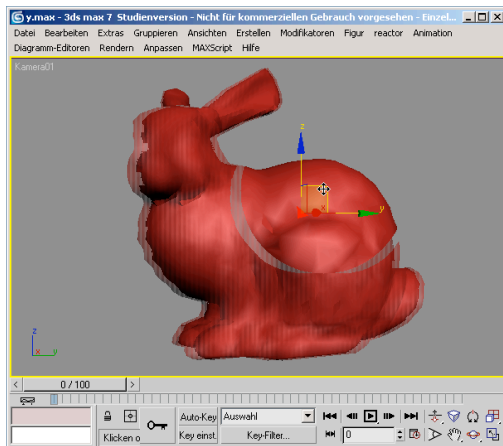 y.max - 3ds max 7 Studienversion - Nicht für kommerziellen Gebrauch vorgesehen - Einzel...
Datei Bearbeiten Extras Gruppieren Ansichten Erstellen Modifikatoren Figur reactor Animation
Diagramm-Editoren Rendern Anpassen MAXScript Hilfe
Kamera01
z
x
y
z
x y
< 0 / 100 >
Auto-Key Auswahl
Klicken o Key einst. Key-Filter... 0